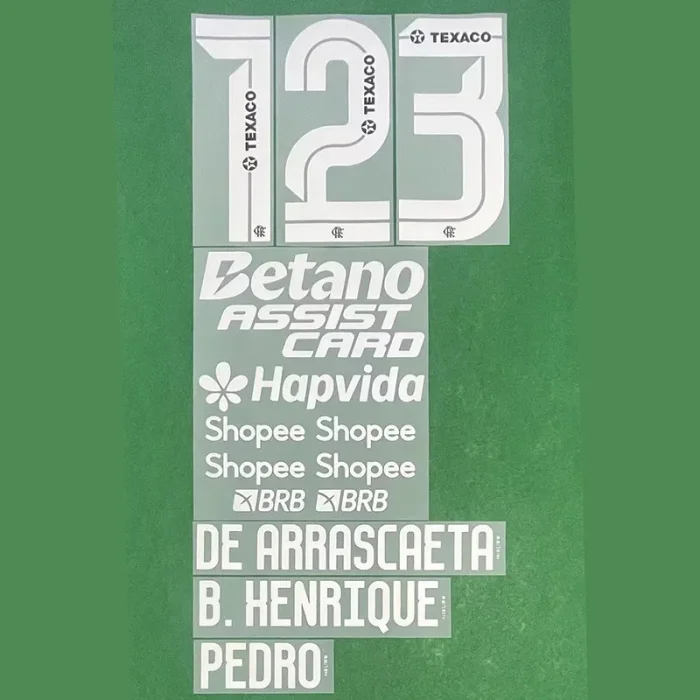 1 2 3
TEXACO
TEXACO
TEXACO
Betano
ASSIST
CARD
Hapvida
Shopee Shopee
Shopee Shopee
BRB BRB
DE ARRASCAETA
B. HENRIQUE
PEDRO